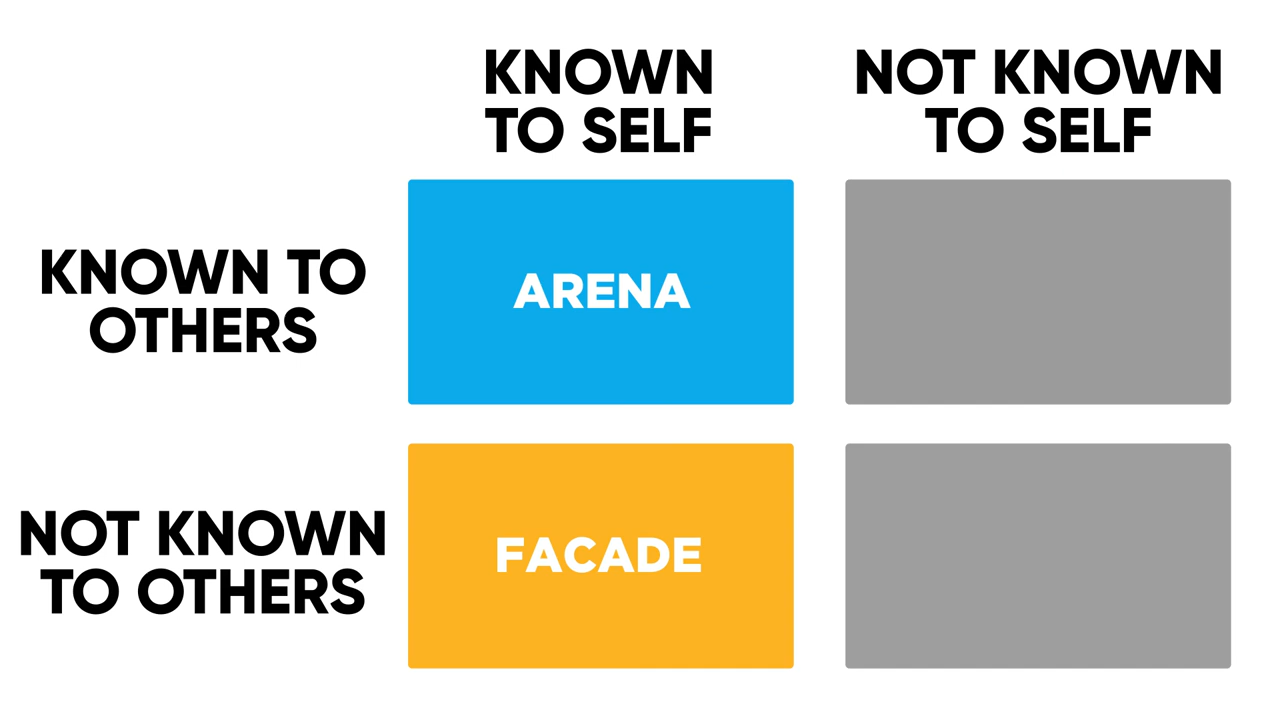 KNOWN
TO SELF
NOT KNOWN
TO SELF
KNOWN TO
OTHERS
ARENA
NOT KNOWN
TO OTHERS
FACADE